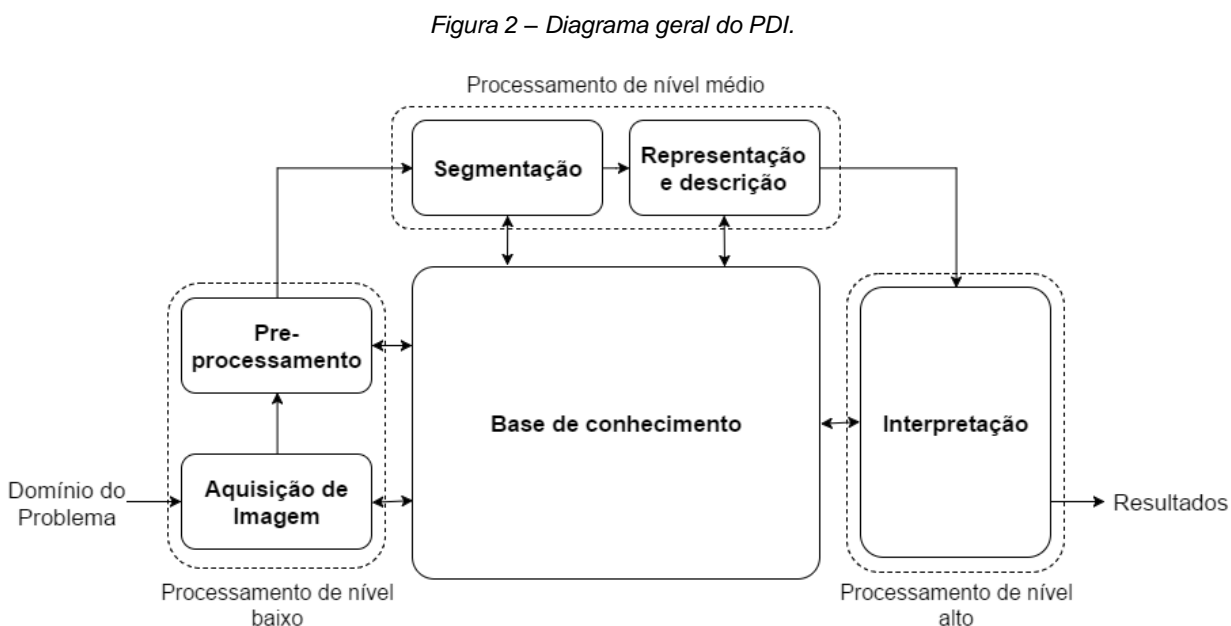 Figura 2 – Diagrama geral do PDI.
Processamento de nível médio
Segmentação
Representação
e descrição
Pre-
processamento
Base de conhecimento
Interpretação
Domínio do
Problema
Aquisição de
Imagem
Resultados
Processamento de nível
baixo
Processamento de nível
alto